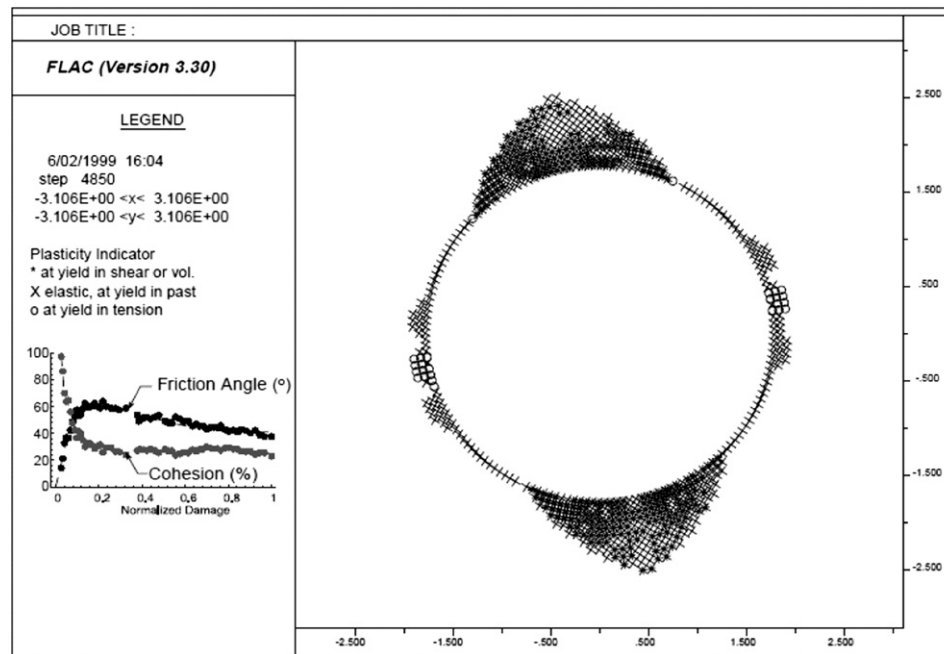 JOB TITLE :
FLAC (Version 3.30)
LEGEND
6/02/1999 16:04
step 4850
-3.106E+00 <x< 3.106E+00
-3.106E+00 <y< 3.106E+00
Plasticity Indicator
* at yield in shear or vol.
X elastic, at yield in past
o at yield in tension
100
80
60
40
20
0
Friction Angle (º)
Cohesion (%)
0 0.2 0.4 0.6 0.8 1
Normalized Damage
2.500
1.500
.500
-.500
-1.500
-2.500
-2.500 -1.500 -.500 .500 1.500 2.500